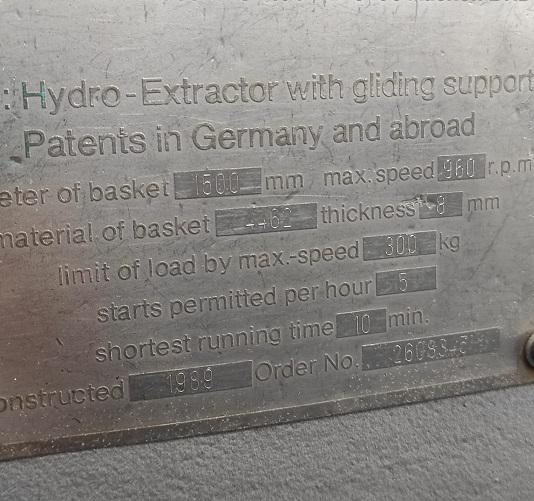 : Hydro-Extractor with gliding support
Patents in Germany and abroad
eter of basket 1500 mm max. speed 960 r.p.m
material of basket 4462 thickness 8 mm
limit of load by max.-speed 300 kg
starts permitted per hour 5
shortest running time 10 min.
onstructed 1989 Order No.